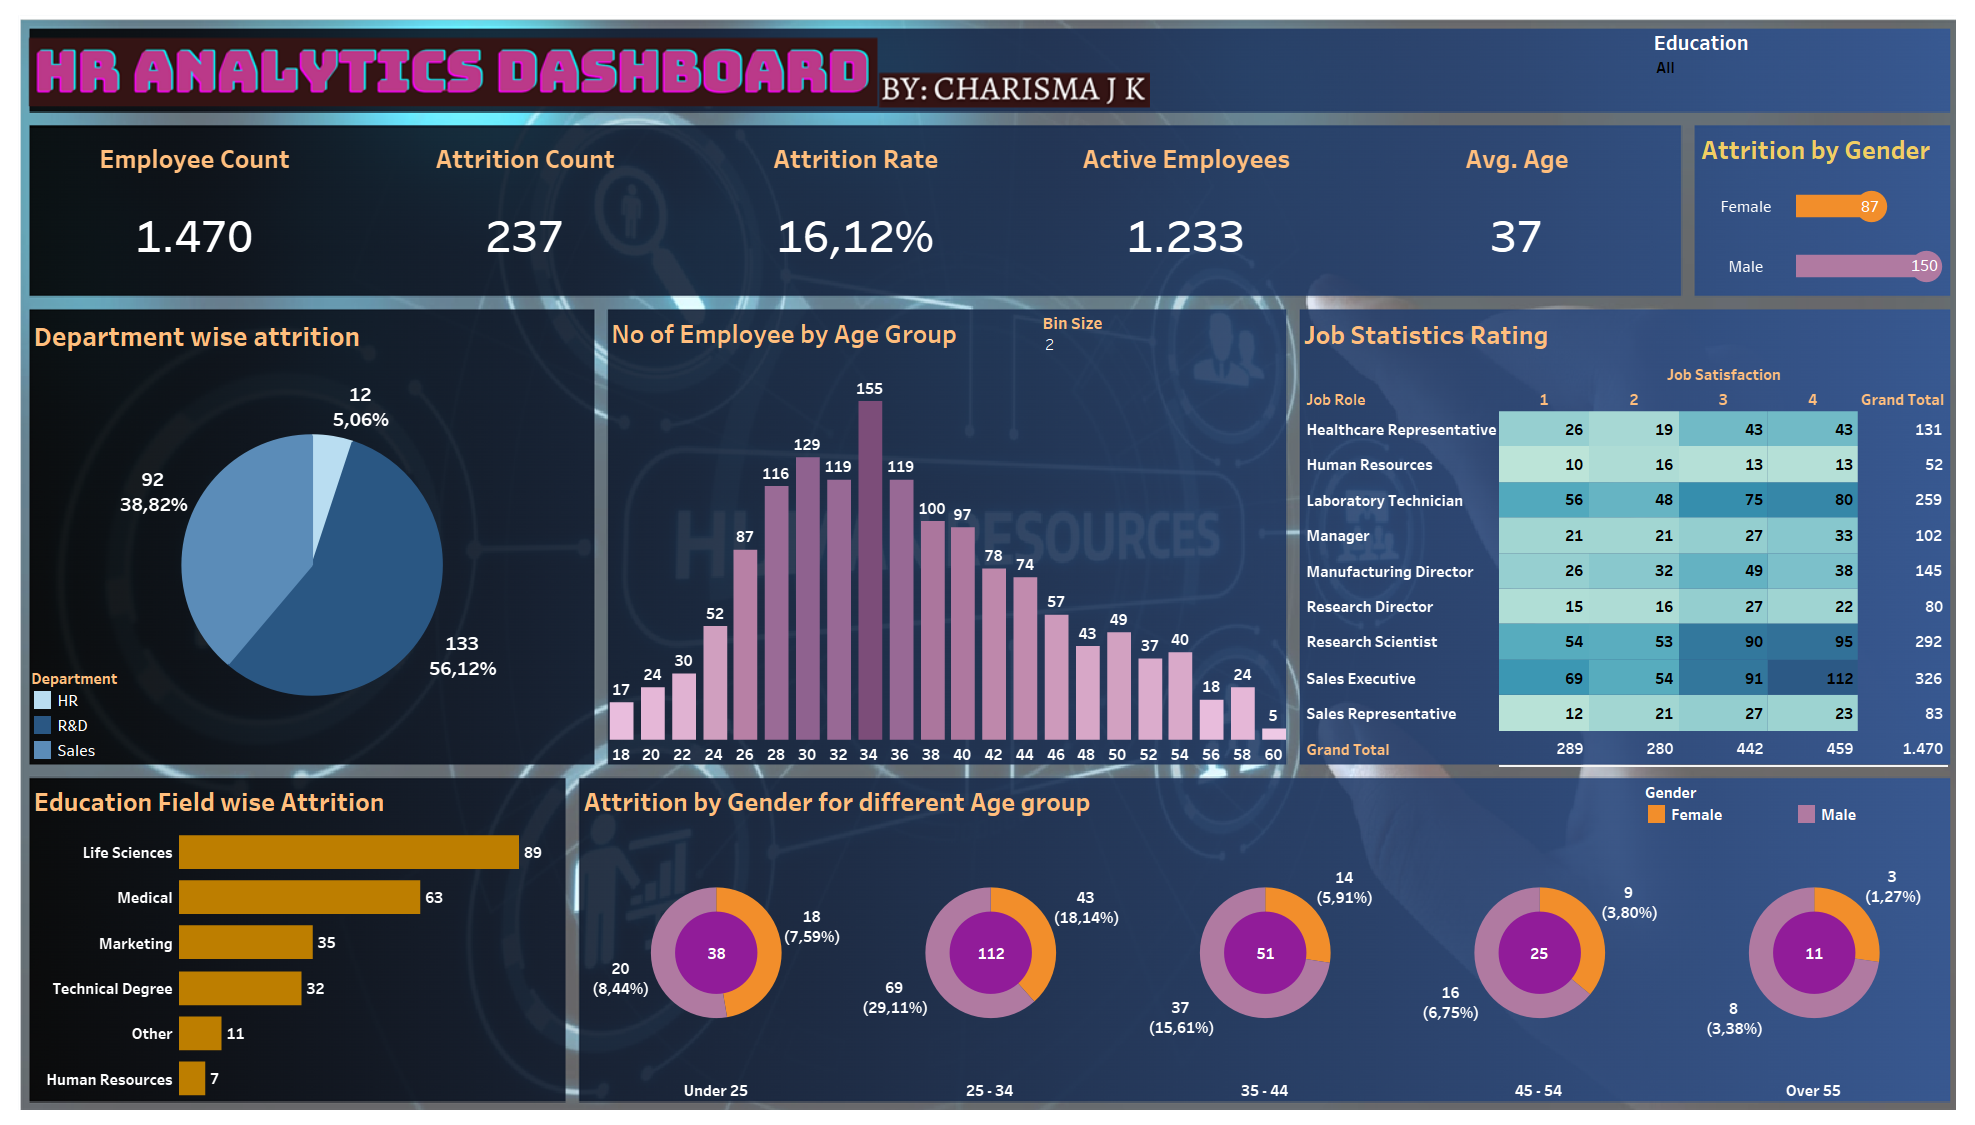 HR ANALYTICS DASHBOARD
BY: CHARISMA J K
Education
All
Employee Count
Attrition Count
Attrition Rate
Active Employees
Avg. Age
1.470
237
16,12%
1.233
37
Attrition by Gender
Female 87
Male 150
Department wise attrition
12
5,06%
92
38,82%
133
56,12%
Department
HR
R&D
Sales
No of Employee by Age Group
Bin Size
2
17 24 30 52 87 116 129 119 155 119 100 97 78 74 57 43 49 37 40 18 24 5
18 20 22 24 26 28 30 32 34 36 38 40 42 44 46 48 50 52 54 56 58 60
HUMAN RESOURCES
Job Statistics Rating
Job Satisfaction
Job Role 1 2 3 4 Grand Total
Healthcare Representative 26 19 43 43 131
Human Resources 10 16 13 13 52
Laboratory Technician 56 48 75 80 259
Manager 21 21 27 33 102
Manufacturing Director 26 32 49 38 145
Research Director 15 16 27 22 80
Research Scientist 54 53 90 95 292
Sales Executive 69 54 91 112 326
Sales Representative 12 21 27 23 83
Grand Total 289 280 442 459 1.470
Education Field wise Attrition
Life Sciences 89
Medical 63
Marketing 35
Technical Degree 32
Other 11
Human Resources 7
Attrition by Gender for different Age group
Gender
Female Male
18
(7,59%)
38
20
(8,44%)
43
(18,14%)
112
69
(29,11%)
14
(5,91%)
51
37
(15,61%)
9
(3,80%)
25
16
(6,75%)
3
(1,27%)
11
8
(3,38%)
Under 25
25 - 34
35 - 44
45 - 54
Over 55